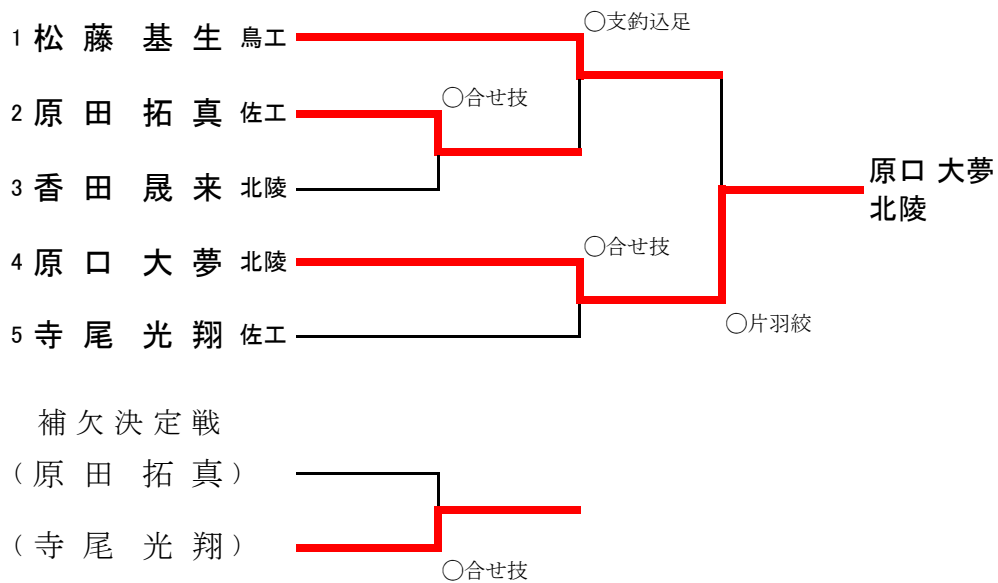 ○支釣込足
1 松藤 基生 鳥工
○合せ技
2 原田 拓真 佐工
原口 大夢
3 香田 晟来 北陵
北陵
○合せ技
4 原口 大夢 北陵
○片羽絞
5 寺尾 光翔 佐工
補欠決定戦
(原田 拓真)
(寺尾 光翔)
○合せ技